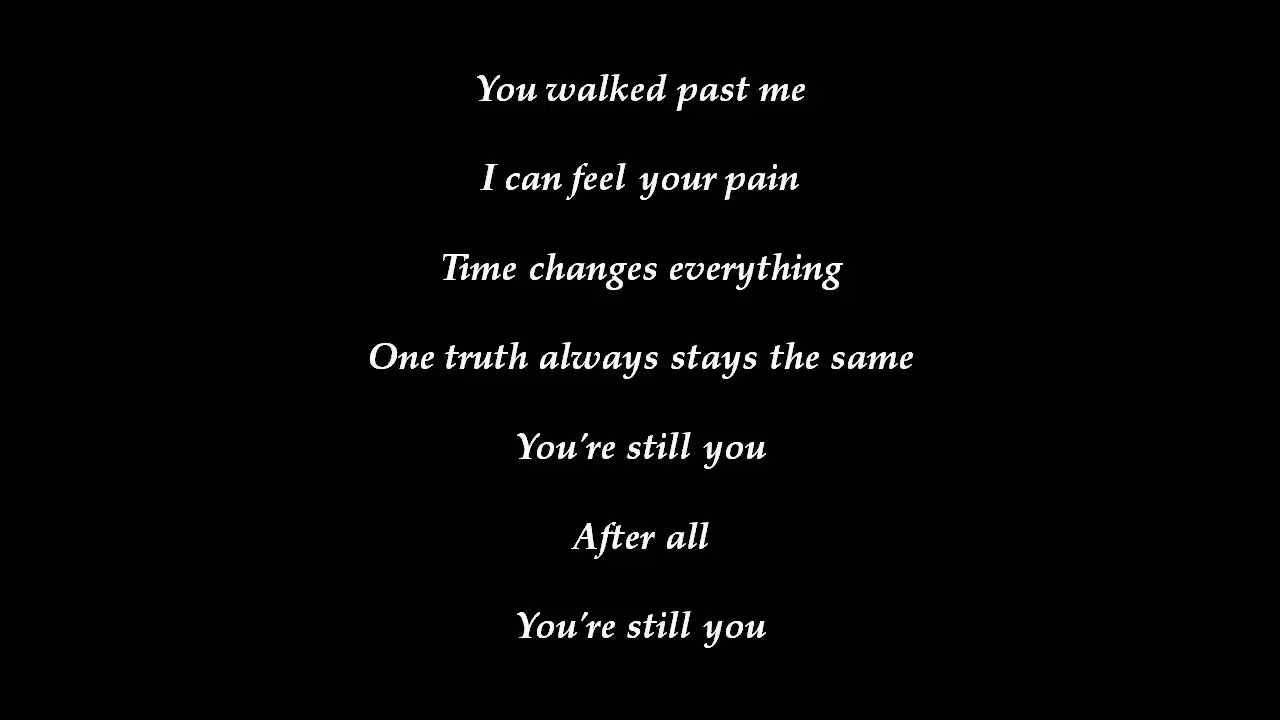 You walked past me
I can feel your pain
Time changes everything
One truth always stays the same
You're still you
After all
You're still you